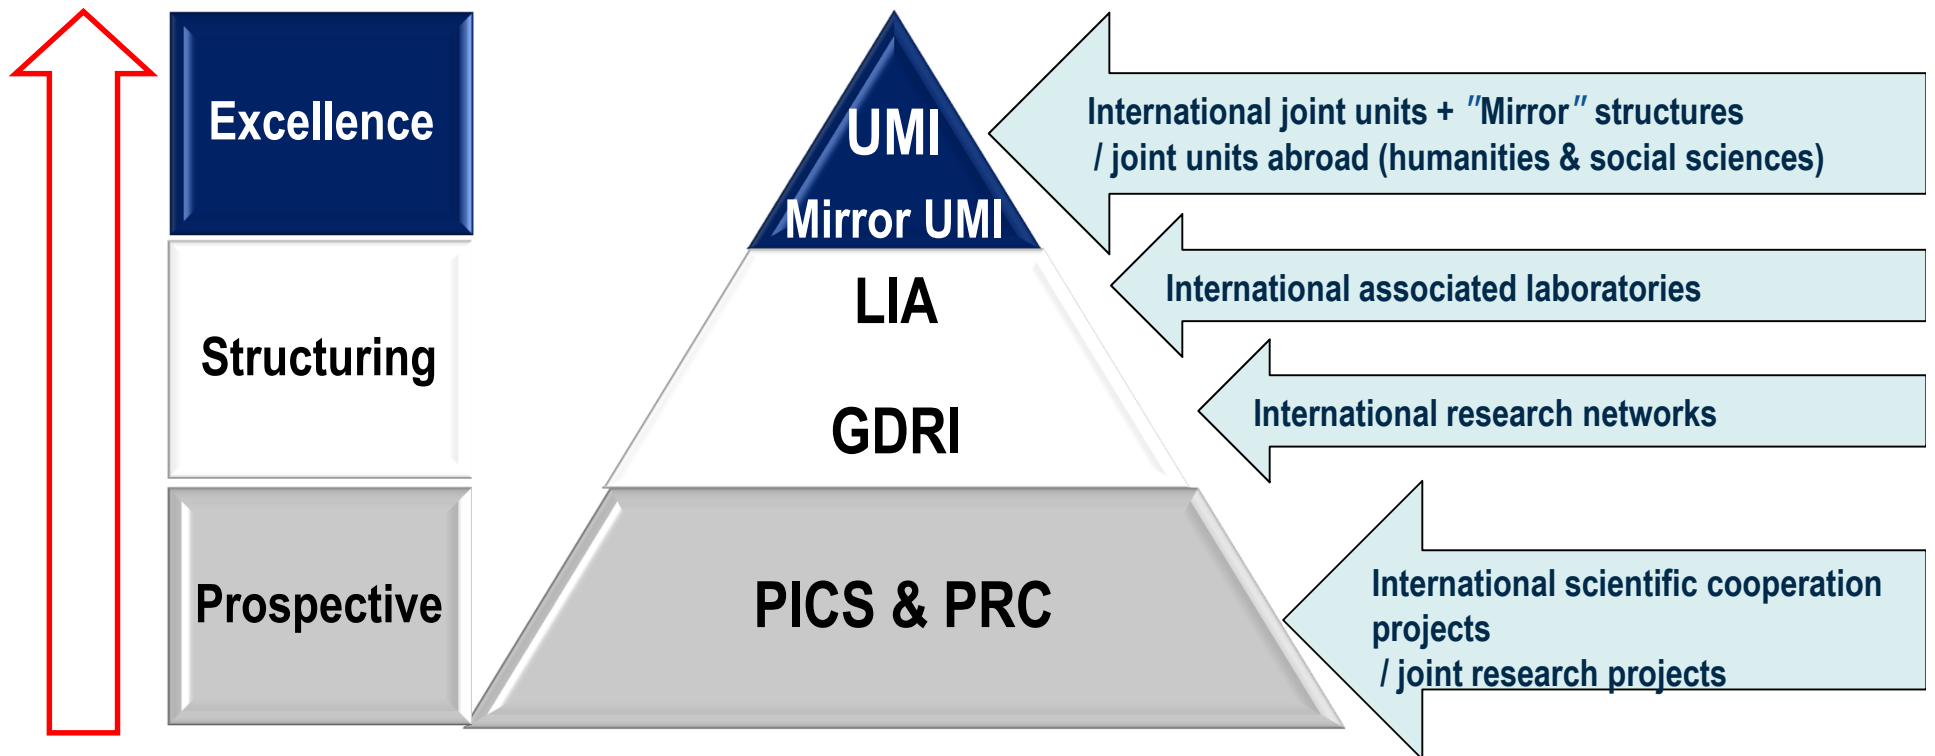 Excellence
UMI
Mirror UMI
International joint units + "Mirror" structures
/ joint units abroad (humanities & social sciences)
Structuring
LIA
International associated laboratories
GDRI
International research networks
Prospective
PICS & PRC
International scientific cooperation
projects
/ joint research projects